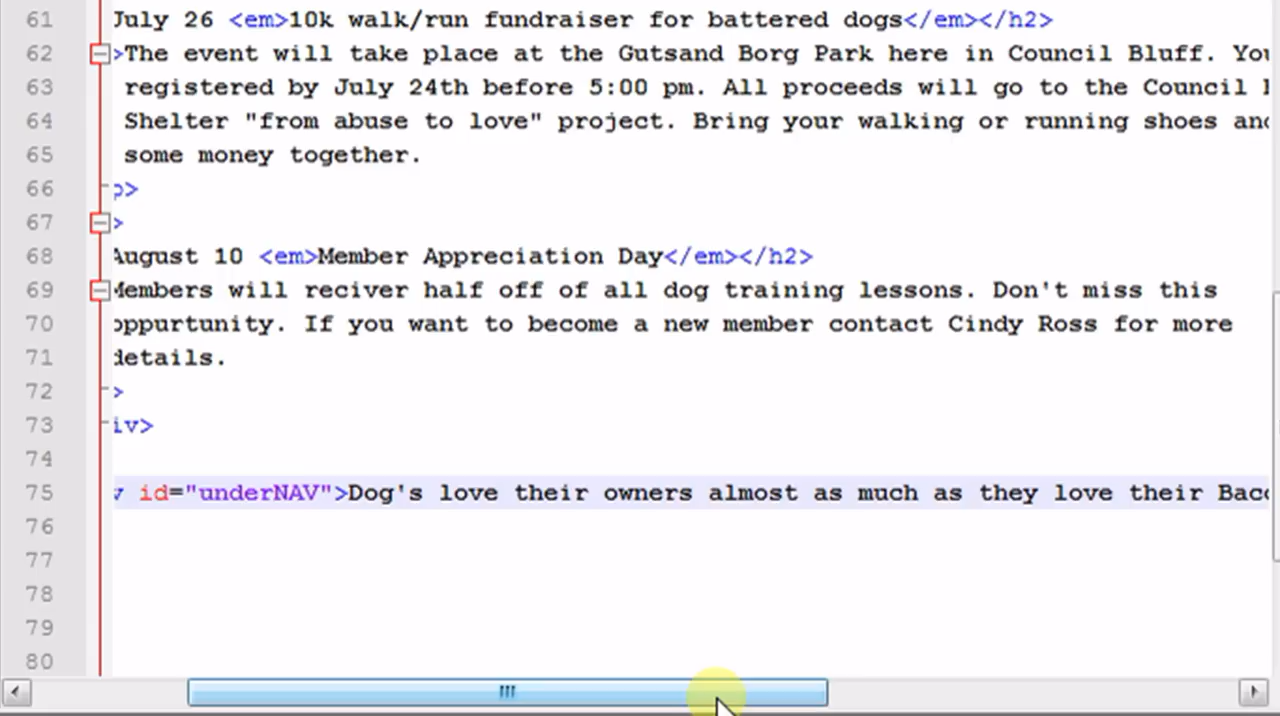 61 July 26 <em>10k walk/run fundraiser for battered dogs</em></h2>
62 >The event will take place at the Gutsand Borg Park here in Council Bluff. You
63 registered by July 24th before 5:00 pm. All proceeds will go to the Council
64 Shelter "from abuse to love" project. Bring your walking or running shoes and
65 some money together.
66 p>
67 >
68 August 10 <em>Member Appreciation Day</em></h2>
69 Members will reciver half off of all dog training lessons. Don't miss this
70 oppurtunity. If you want to become a new member contact Cindy Ross for more
71 details.
72 >
73 iv>
74
75 v id="underNAV">Dog's love their owners almost as much as they love their Bac
76
77
78
79
80